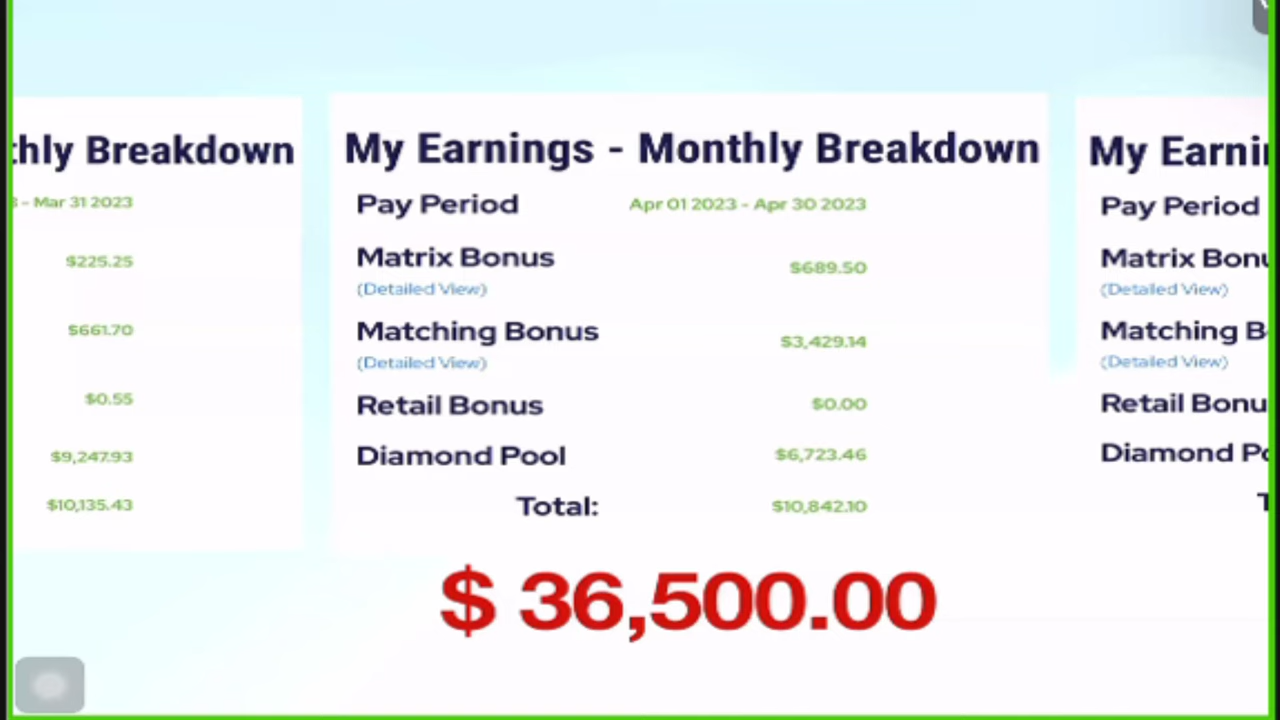 thly Breakdown
- Mar 31 2023
$225.25
$661.70
$0.55
$9,247.93
$10,135.43
My Earnings - Monthly Breakdown
Pay Period Apr 01 2023 - Apr 30 2023
Matrix Bonus $689.50
(Detailed View)
Matching Bonus $3,429.14
(Detailed View)
Retail Bonus $0.00
Diamond Pool $6,723.46
Total: $10,842.10
$ 36,500.00
My Earnin
Pay Period
Matrix Bonu
(Detailed View)
Matching B
(Detailed View)
Retail Bonu
Diamond Po
T